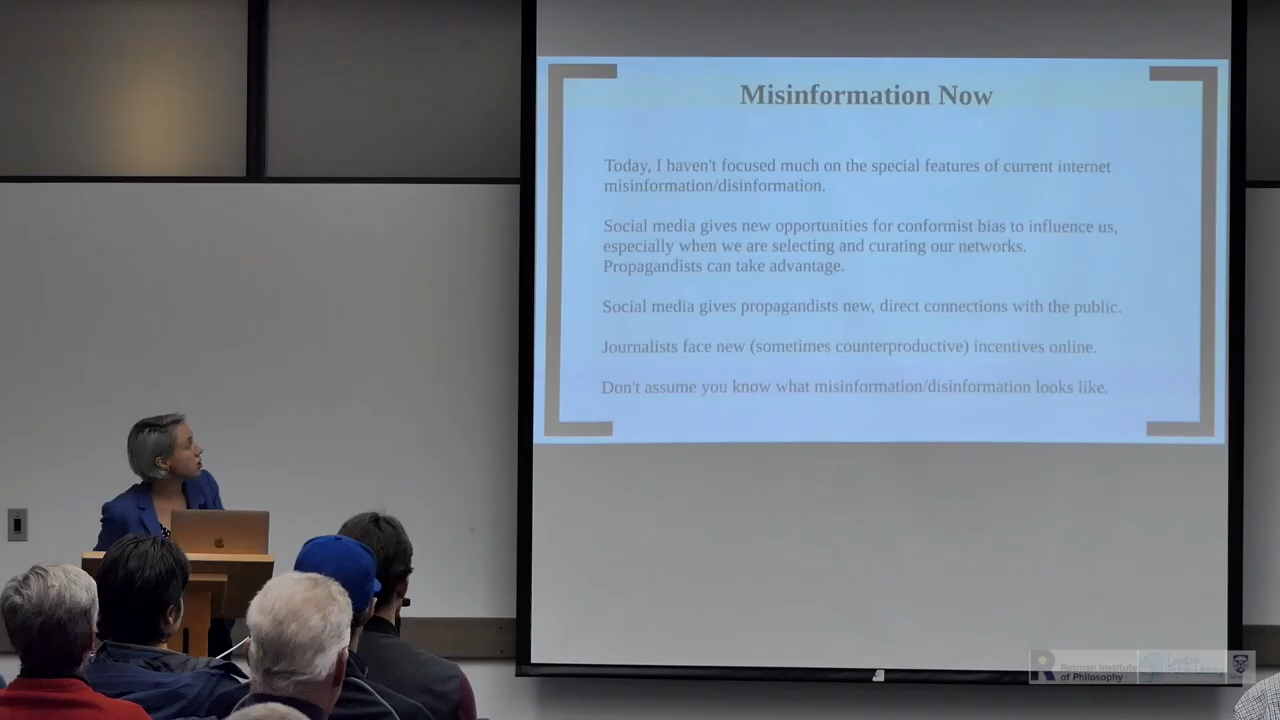 Misinformation Now
Today, I haven't focused much on the special features of current internet
misinformation/disinformation.
Social media gives new opportunities for conformist bias to influence us,
especially when we are selecting and curating our networks.
Propagandists can take advantage.
Social media gives propagandists new, direct connections with the public.
Journalists face new (sometimes counterproductive) incentives online.
Don't assume you know what misinformation/disinformation looks like.
R Rotman Institute
of Philosophy
London